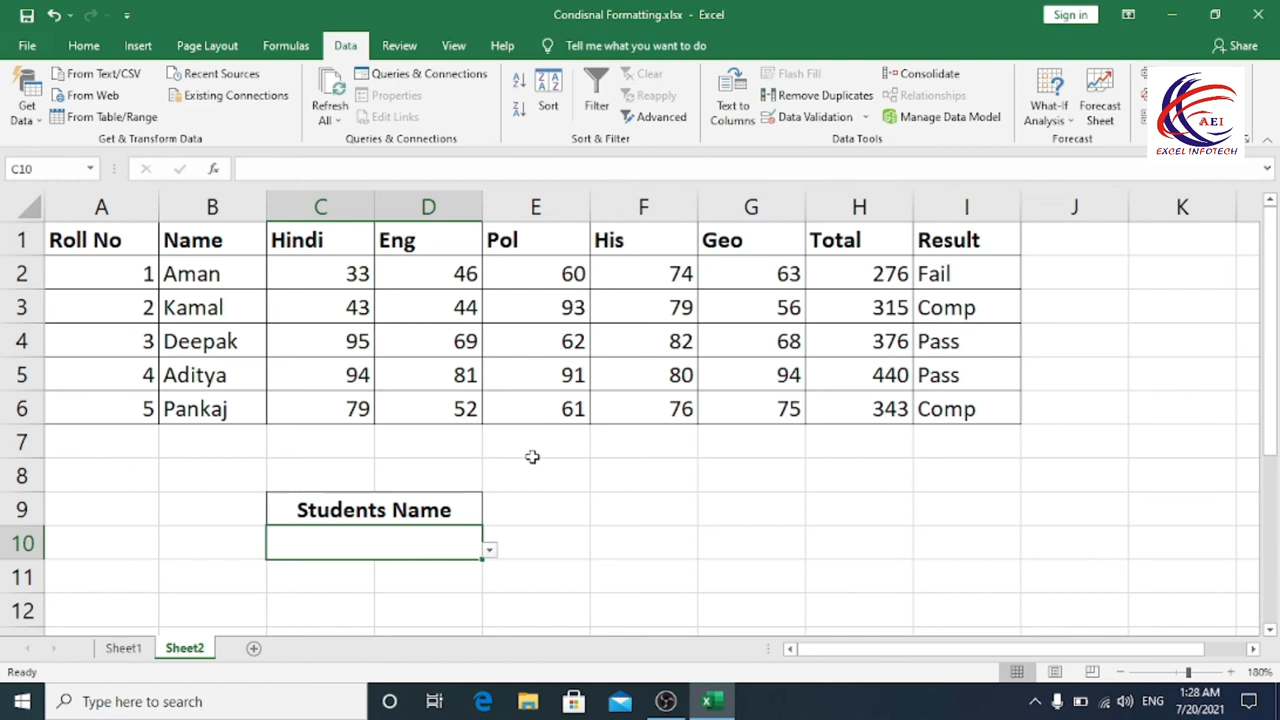 Condisnal Formatting.xlsx - Excel
Sign in
File Home Insert Page Layout Formulas Data Review View Help Tell me what you want to do Share
Get Data
From Text/CSV
From Web
From Table/Range
Recent Sources
Existing Connections
Get & Transform Data
Refresh All
Queries & Connections
Properties
Edit Links
Queries & Connections
Sort
Filter
Clear
Reapply
Advanced
Sort & Filter
Text to Columns
Flash Fill
Remove Duplicates
Data Validation
Consolidate
Relationships
Manage Data Model
Data Tools
What-If Analysis
Forecast Sheet
Forecast
AEI
EXCEL INFOTECH
C10 fx
A B C D E F G H I J K
1 Roll No Name Hindi Eng Pol His Geo Total Result
2 1 Aman 33 46 60 74 63 276 Fail
3 2 Kamal 43 44 93 79 56 315 Comp
4 3 Deepak 95 69 62 82 68 376 Pass
5 4 Aditya 94 81 91 80 94 440 Pass
6 5 Pankaj 79 52 61 76 75 343 Comp
7
8
9 Students Name
10
11
12
Sheet1 Sheet2
Ready 180%
Type here to search
ENG
1:28 AM
7/20/2021